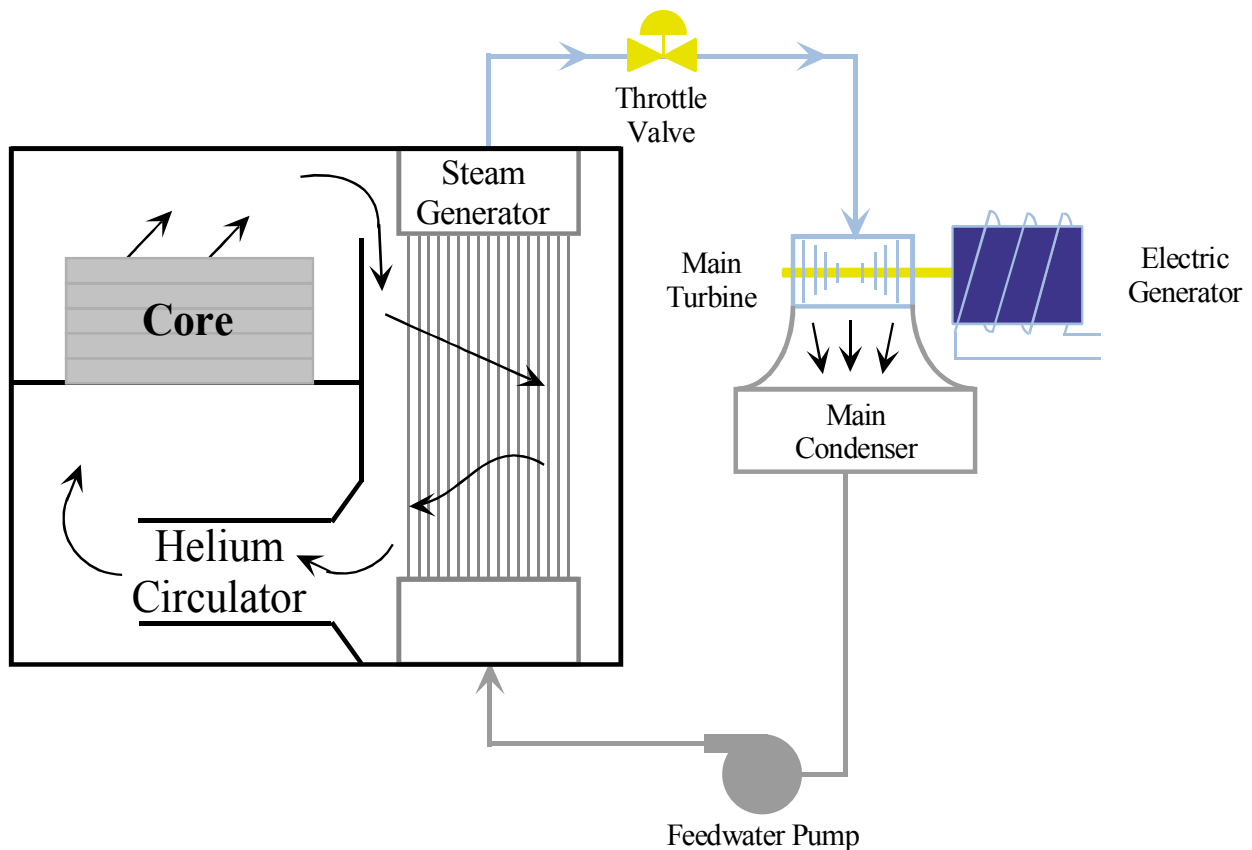 Throttle
Valve
Steam
Generator
Core
Main
Turbine
Electric
Generator
Main
Condenser
Helium
Circulator
Feedwater Pump